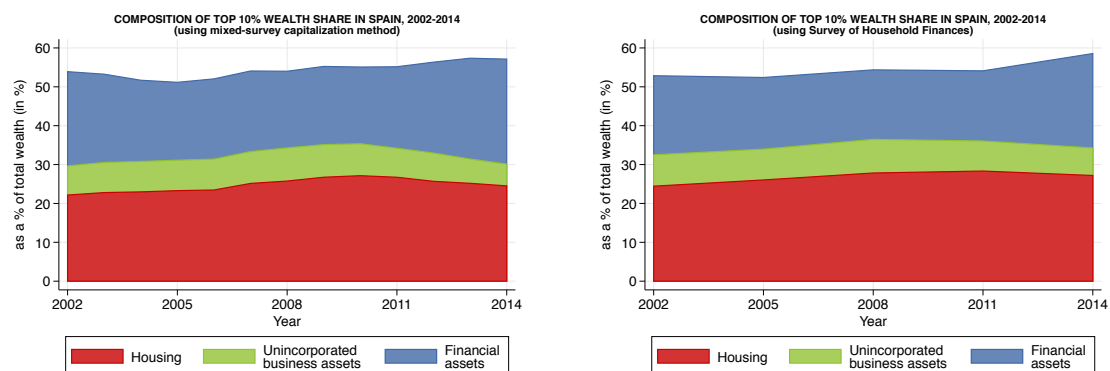 COMPOSITION OF TOP 10% WEALTH SHARE IN SPAIN, 2002-2014
(using mixed-survey capitalization method)
as a % of total wealth (in %)
60
50
40
30
20
10
0
2002
2005
2008
2011
2014
Year
Housing
Unincorporated
business assets
Financial
assets
COMPOSITION OF TOP 10% WEALTH SHARE IN SPAIN, 2002-2014
(using Survey of Household Finances)
as a % of total wealth (in %)
60
50
40
30
20
10
0
2002
2005
2008
2011
2014
Year
Housing
Unincorporated
business assets
Financial
assets